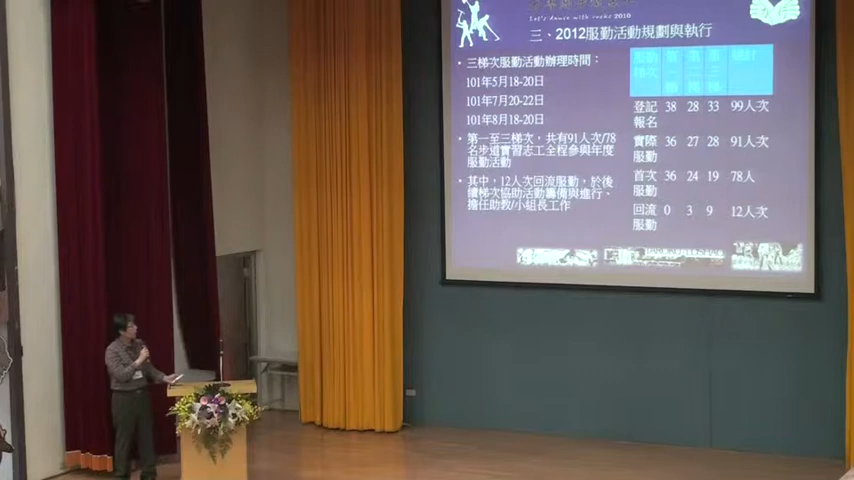 Let's dance with rocks 2010
三、2012服勤活動規劃與執行
• 三梯次服勤活動辦理時間：
101年5月18-20日
101年7月20-22日
101年8月18-20日
• 第一至三梯次，共有91人次/78
名步道實習志工全程參與年度
服勤活動
• 其中，12人次回流服勤，於後
續梯次協助活動籌備與進行、
擔任助教/小組長工作
服勤 第 第 第 總計
梯次 一 二 三
梯 梯 梯
登記 38 28 33 99人次
報名
實際 36 27 28 91人次
服勤
首次 36 24 19 78人
服勤
回流 0 3 9 12人次
服勤